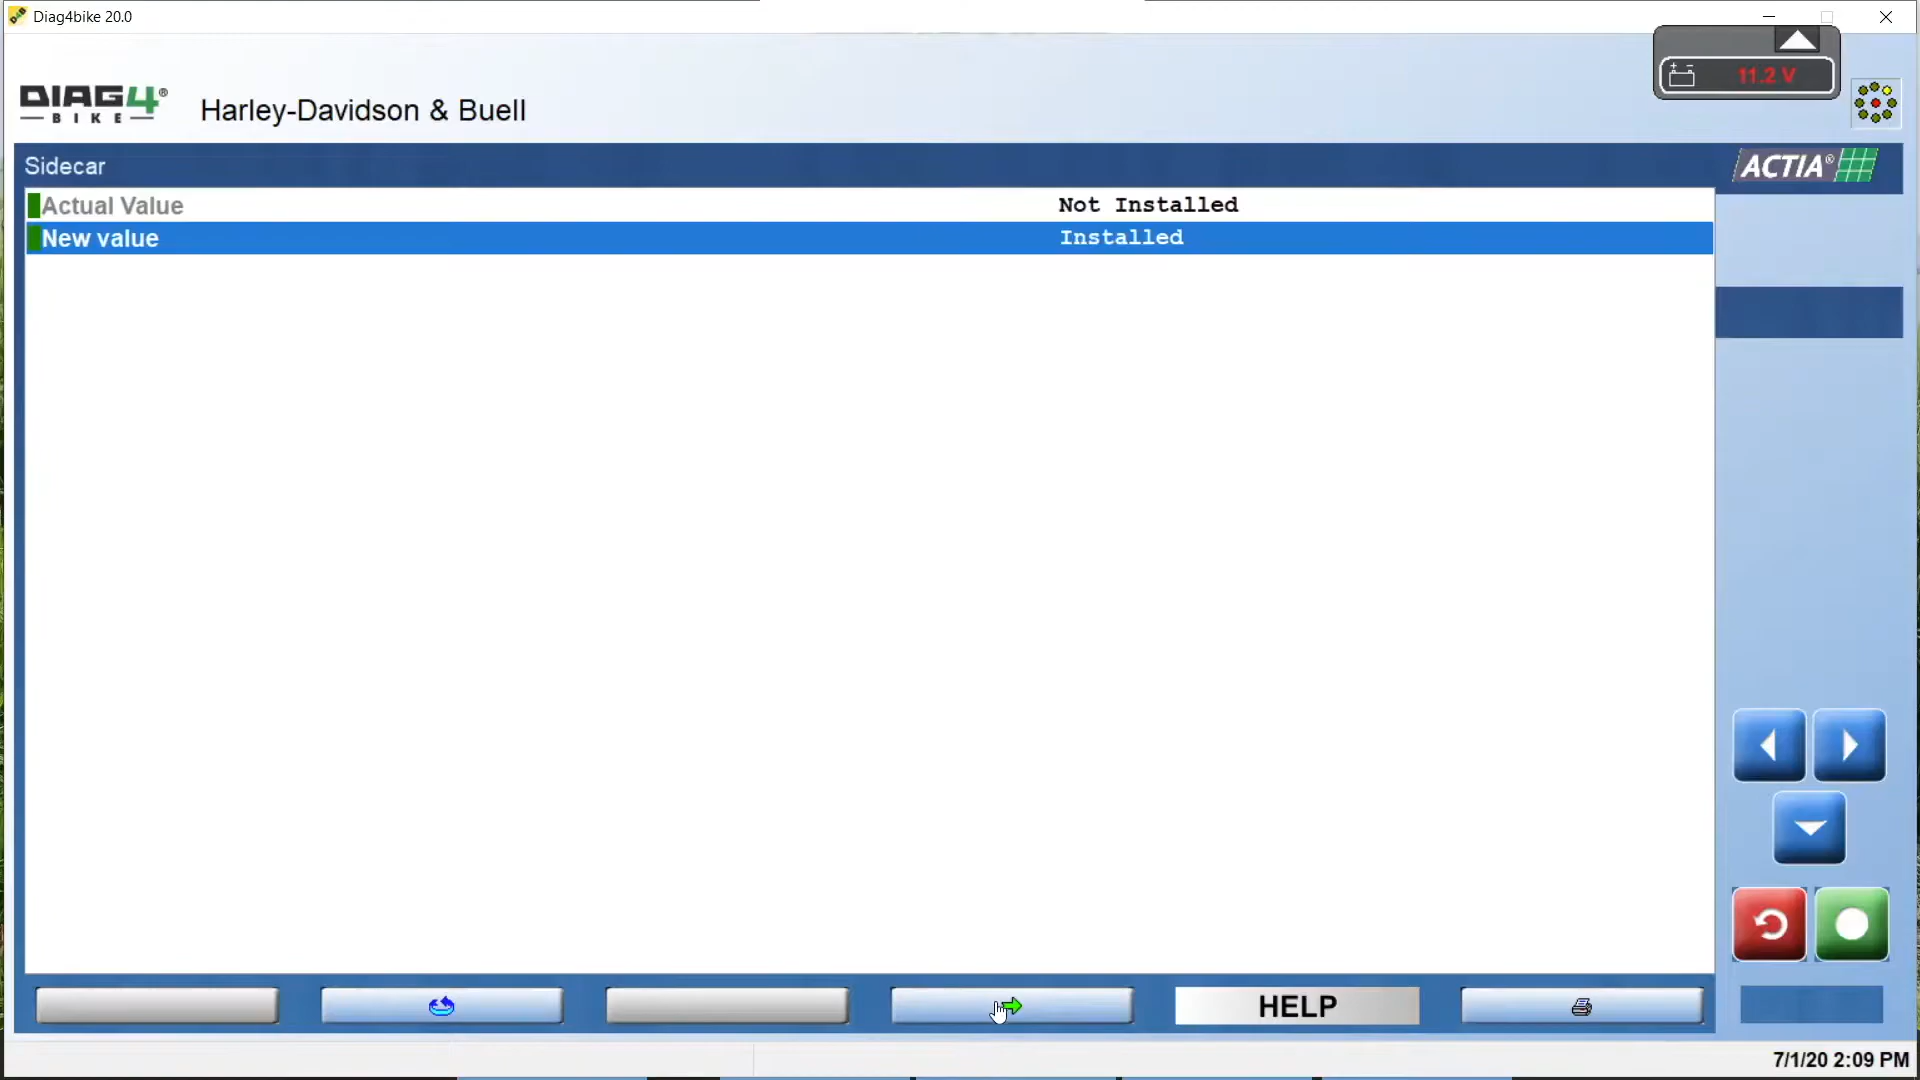 Diag4bike 20.0
11.2 V
DIAG4®
BIKE
Harley-Davidson & Buell
Sidecar
ACTIA®
Actual Value Not Installed
New value Installed
HELP
7/1/20 2:09 PM